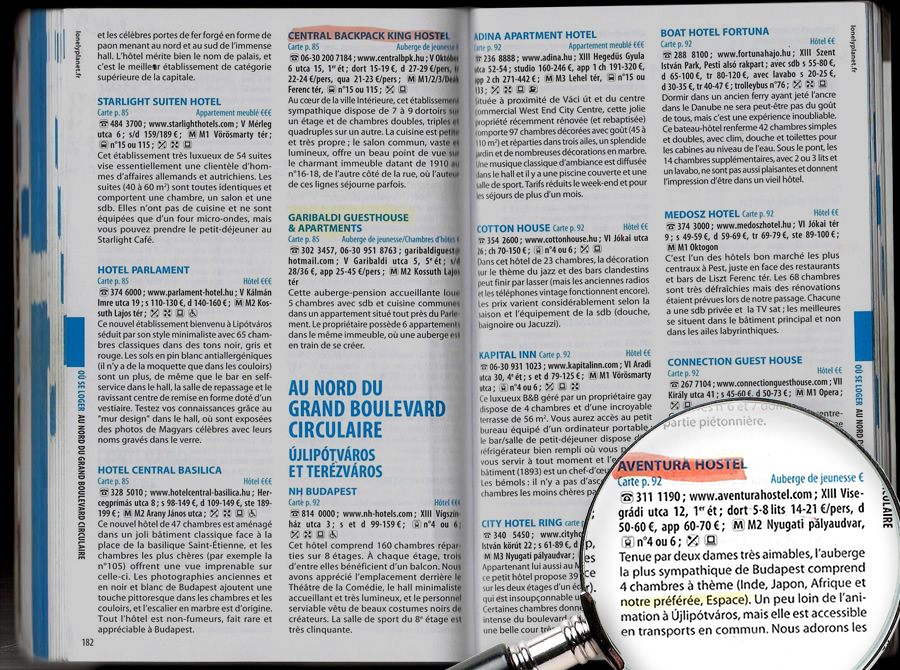 lonelyplanet.fr
et les célèbres portes de fer forgé en forme de
paon menant au nord et au sud de l'immense
hall. L'hôtel mérite bien le nom de palais, et
c'est le meilleur établissement de catégorie
supérieure de la capitale.
STARLIGHT SUITEN HOTEL
Carte p. 85 Appartement meublé €€€
484 3700 ; www.starlighthotels.com ; V Mérleg
utca 6 ; s/d 159/189 € ; M M1 Vörösmarty tér ;
n°15 ou 115 ;
Cet établissement très luxueux de 54 suites
vise essentiellement une clientèle d'hom-
mes d'affaires allemands et autrichiens. Les
suites (40 à 60 m²) sont toutes identiques et
comportent une chambre, un salon et une
sdb. Elles n'ont pas de cuisine et ne sont
équipées que d'un four micro-ondes, mais
vous pouvez prendre le petit-déjeuner au
Starlight Café.
HOTEL PARLAMENT
Carte p. 85 Hôtel €€€
374 6000 ; www.parlament-hotel.hu ; V Kálmán
Imre utca 19 ; s 110-130 €, d 140-160 € ; M M2 Kos-
suth Lajos tér ;
Ce nouvel établissement bienvenu à Lipótváros
séduit par son style minimaliste avec 65 cham-
bres classiques dans des tons noir, gris et
rouge. Les sols en pin blanc antiallergéniques
(il n'y a de la moquette que dans les couloirs)
sont un plus, de même que le bar en self-
service dans le hall, la salle de repassage et le
ravissant centre de remise en forme doté d'un
vestiaire. Testez vos connaissances grâce au
"mur design" dans le hall, où sont exposées
des photos de Magyars célèbres avec leurs
noms gravés dans le verre.
HOTEL CENTRAL BASILICA
Carte p. 85 Hôtel €€€
328 5010 ; www.hotelcentral-basilica.hu ; Her-
cegprímás utca 8 ; s 98-149 €, d 109-149 €, ste 189-
199 € ; M M2 Arany János utca ;
Ce nouvel hôtel de 47 chambres est aménagé
dans un joli bâtiment classique face à la
place de la basilique Saint-Étienne, et les
chambres les plus chères (par exemple la
n°105) offrent une vue imprenable sur
celle-ci. Les photographies anciennes et
en noir et blanc de Budapest ajoutent une
touche pittoresque dans les chambres et les
couloirs, et l'escalier en marbre est d'origine.
Tout l'hôtel est non-fumeurs, fait rare et
appréciable à Budapest.
OÙ SE LOGER AU NORD DU GRAND BOULEVARD CIRCULAIRE
182
CENTRAL BACKPACK KING HOSTEL
Carte p. 85 Auberge de jeunesse €
06-30 200 7184 ; www.centralbpk.hu ; V Október
6 utca 15, 1er ét ; dort 15-19 €, d 27-29 €/pers, tr
22-24 €/pers, qua 21-23 €/pers ; M M1/2/3/Deák
Ferenc tér, n°15 ou 115 ;
Au cœur de la ville Intérieure, cet établissement
sympathique dispose de 7 à 9 dortoirs sur
un étage et de chambres doubles, triples et
quadruples sur un autre. La cuisine est petite
et très propre ; le salon commun, vaste et
lumineux, offre un beau point de vue sur
le charmant immeuble datant de 1910 au
n°16-18, de l'autre côté de la rue, où l'auteur
de ces lignes séjourne parfois.
GARIBALDI GUESTHOUSE
& APARTMENTS
Carte p. 85 Auberge de jeunesse/Chambres d'hôtes €
302 3457, 06-30 951 8763 ; garibaldiguest@
hotmail.com ; V Garibaldi utca 5, 5e ét ; s/d
28/36 €, app 25-45 €/pers ; M M2 Kossuth Lajos
tér
Cette auberge-pension accueillante loue
5 chambres avec sdb et cuisine communes
dans un appartement situé tout près du Parle-
ment. Le propriétaire possède 6 appartements
dans le même immeuble, où une auberge est
en train de se créer.
AU NORD DU
GRAND BOULEVARD
CIRCULAIRE
ÚJLIPÓTVÁROS
ET TERÉZVÁROS
NH BUDAPEST
Carte p. 92 Hôtel €€€
814 0000 ; www.nh-hotels.com ; XIII Vígszín-
ház utca 3 ; s et d 99-159 € ; n°4 ou 6 ;
Cet hôtel comprend 160 chambres répar-
ties sur 8 étages. À chaque étage, trois
d'entre elles bénéficient d'un balcon. Nous
avons apprécié l'emplacement derrière le
Théâtre de la Comédie, le hall minimaliste
accueillant et très lumineux, et le personnel
serviable vêtu de beaux costumes noirs de
créateurs. La salle de sport du 8e étage est
très clinquante.
ADINA APARTMENT HOTEL
Carte p. 92 Appartement meublé €€€
236 8888 ; www.adina.hu ; XIII Hegedűs Gyula
utca 52-54 ; studio 160-246 €, app 1 ch 191-320 €,
app 2 ch 271-442 € ; M M3 Lehel tér, n°15 ou
Située à proximité de Váci út et du centre
commercial West End City Centre, cette jolie
propriété récemment rénovée (et rebaptisée)
comporte 97 chambres décorées avec goût (45 à
110 m²) et réparties dans trois ailes, un splendide
jardin et de nombreuses décorations en marbre.
Une musique classique d'ambiance est diffusée
dans le hall et il y a une piscine couverte et une
salle de sport. Tarifs réduits le week-end et pour
les séjours de plus d'un mois.
COTTON HOUSE Carte p. 92 Hôtel €€
354 2600 ; www.cottonhouse.hu ; VI Jókai utca
26 ; ch 70-150 € ; n°4 ou 6 ;
Dans cet hôtel de 23 chambres, la décoration
sur le thème du jazz et des bars clandestins
peut finir par lasser (mais les anciennes radios
et les téléphones vintage fonctionnent encore).
Les prix varient considérablement selon la
saison et l'équipement de la sdb (douche,
baignoire ou Jacuzzi).
KAPITAL INN Carte p. 92 Hôtel €€
06-30 931 1023 ; www.kapitalinn.com ; VI Aradi
utca 30, 4e ét ; s et d 79-125 € ; M M1 Vörösmarty
utca ; n°4 ou 6 ;
Ce luxueux B&B géré par un propriétaire gay
dispose de 4 chambres et d'une incroyable
terrasse de 56 m². Vous aurez accès au petit
bureau équipé d'un ordinateur portable
le bar/salle de petit-déjeuner dispose
réfrigérateur bien rempli où vous
vous servir à tout moment et
bâtiment (1893) est un chef-d'œu
Les bémols : il n'y a pas d'asc
chambres les moins chères pa
CITY HOTEL RING carte p
340 5450 ; www.cityho
István körút 22 ; s 61-89 €, d
M3 Nyugati pályaudvar ;
Appartenant lui aussi au
ce petit hôtel propose 39
sur les deux étages d'un
qui est insoupçonnable
Certaines chambres donne
intense du boulevard
une belle cour trè
BOAT HOTEL FORTUNA
Carte p. 92 Hôtel €€
288 8100 ; www.fortunahajo.hu ; XIII Szent
István Park, Pesti alsó rakpart ; avec sdb s 55-80 €,
d 65-100 €, tr 80-120 €, avec lavabo s 20-25 €,
d 30-35 €, tr 40-47 € ; trolleybus n°76 ;
Dormir dans un ancien ferry ayant jeté l'ancre
dans le Danube ne sera peut-être pas du goût
de tous, mais c'est une expérience inoubliable.
Ce bateau-hôtel renferme 42 chambres simples
et doubles, avec clim, douche et toilettes pour
les cabines au niveau de l'eau. Sous le pont, les
14 chambres supplémentaires, avec 2 ou 3 lits et
un lavabo, ne sont pas aussi plaisantes et donnent
l'impression d'être dans un vieil hôtel.
MEDOSZ HOTEL Carte p. 92 Hôtel €€
374 3000 ; www.medoszhotel.hu ; VI Jókai tér
9 ; s 49-59 €, d 59-69 €, tr 69-79 €, ste 89-100 € ;
M M1 Oktogon
C'est l'un des hôtels bon marché les plus
centraux à Pest, juste en face des restaurants
et bars de Liszt Ferenc tér. Les 68 chambres
sont très défraîchies mais des rénovations
étaient prévues lors de notre passage. Chacune
a une sdb privée et la TV sat ; les meilleures
se situent dans le bâtiment principal et non
dans les ailes labyrinthiques.
CONNECTION GUEST HOUSE
Carte p. 92 Hôtel €€
267 7104 ; www.connectionguesthouse.com ; VII
Király utca 41 ; s 45-60 €, d 50-73 € ; M M1 Opera ;
partie piétonnière.
AVENTURA HOSTEL
Carte p. 92 Auberge de jeunesse €
311 1190 ; www.aventurahostel.com ; XIII Vise-
grádi utca 12, 1er ét ; dort 5-8 lits 14-21 €/pers, d
50-60 €, app 60-70 € ; M M2 Nyugati pályaudvar,
n°4 ou 6 ;
Tenue par deux dames très aimables, l'auberge
la plus sympathique de Budapest comprend
4 chambres à thème (Inde, Japon, Afrique et
notre préférée, Espace). Un peu loin de l'ani-
mation à Újlipótváros, mais elle est accessible
en transports en commun. Nous adorons les
lonelyplanet.fr
OÙ SE LOGER AU NORD DU